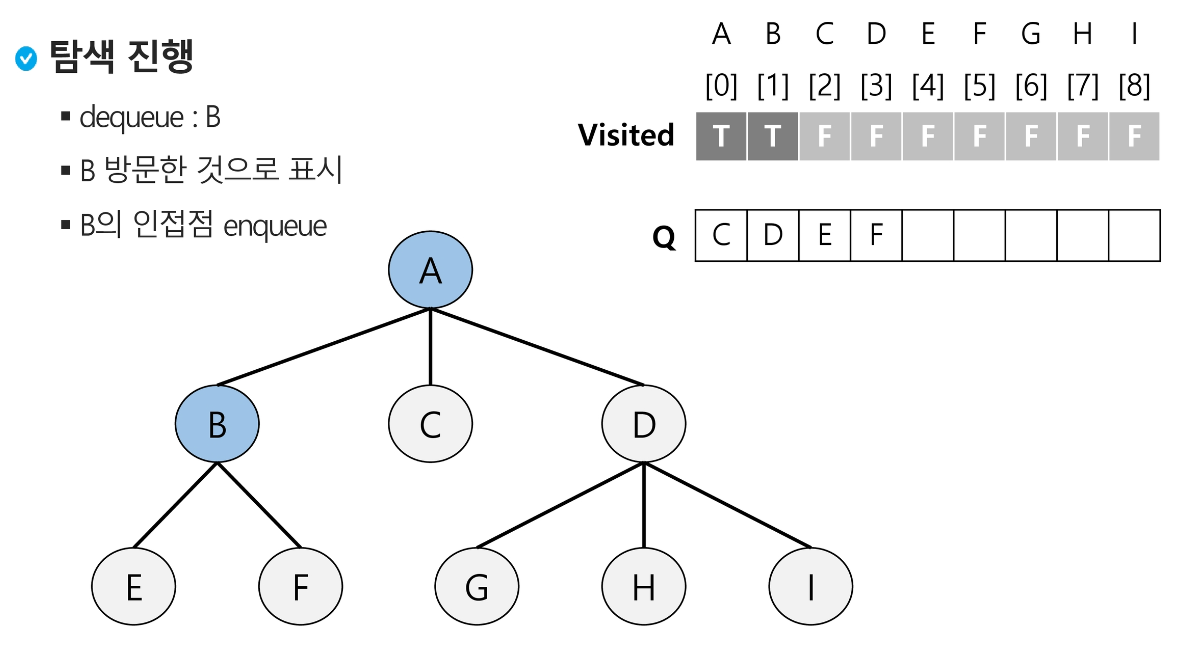 탐색 진행
▪ dequeue : B
▪ B 방문한 것으로 표시
▪ B의 인접점 enqueue
A B C D E F G H I
[0] [1] [2] [3] [4] [5] [6] [7] [8]
Visited T T F F F F F F F
Q C D E F
A
B C D
E F G H I